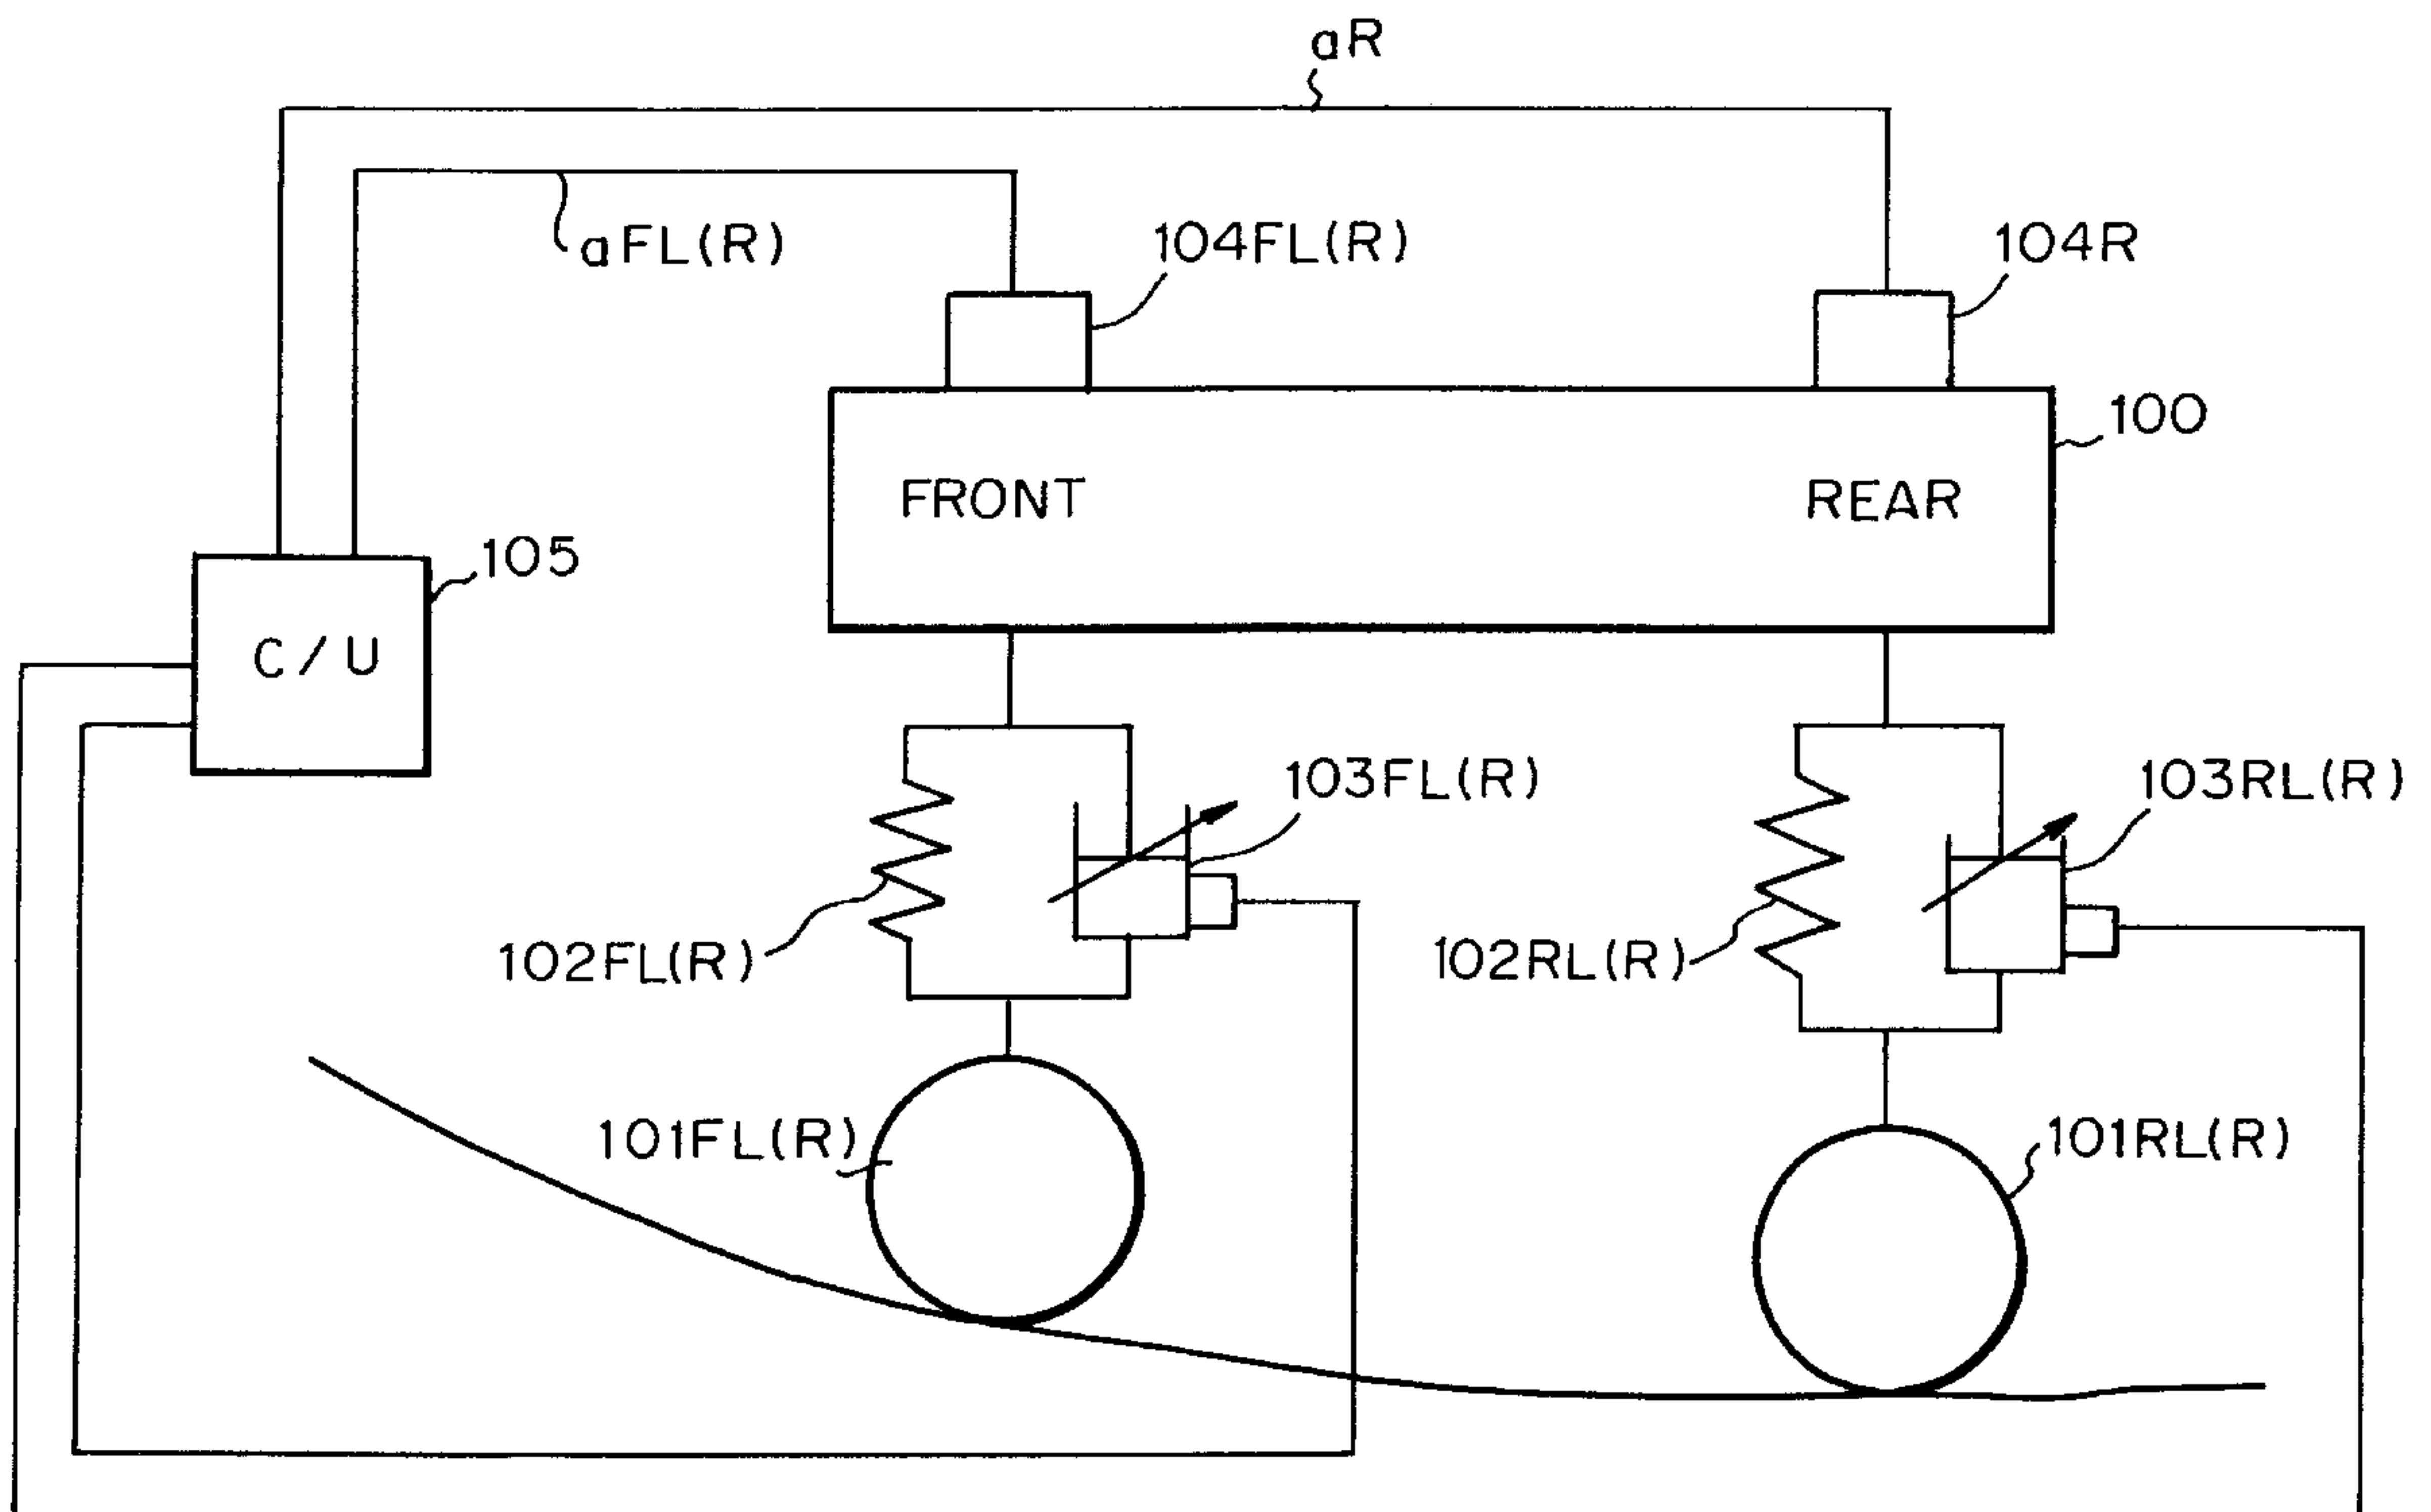 aR
aFL(R)
104FL(R)
104R
100
FRONT
REAR
105
C/U
103FL(R)
103RL(R)
102FL(R)
102RL(R)
101FL(R)
101RL(R)